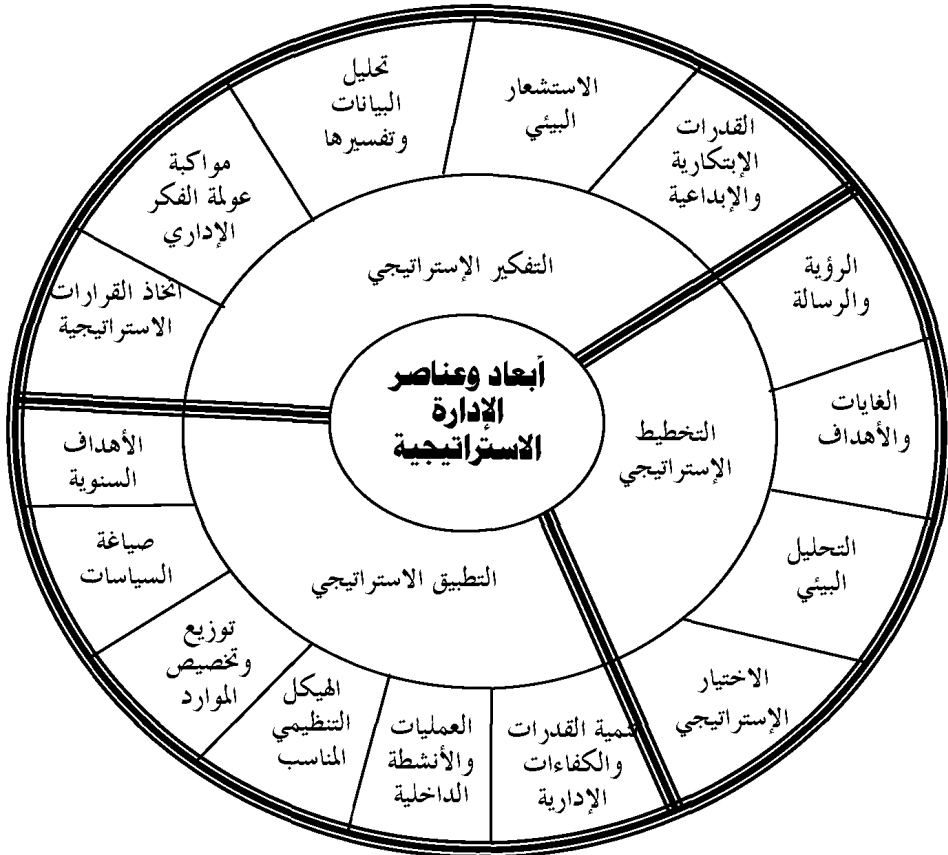 أبعاد وعناصر
الإدارة
الاستراتيجية
التفكير الإستراتيجي
القدرات
الإبتكارية
والإبداعية
الاستشعار
البيئي
تحليل
البيانات
وتفسيرها
مواكبة
عولمة الفكر
الإداري
اتخاذ القرارات
الاستراتيجية
التخطيط
الإستراتيجي
الرؤية
والرسالة
الغايات
والأهداف
التحليل
البيئي
الاختيار
الإستراتيجي
التطبيق الاستراتيجي
الأهداف
السنوية
صياغة
السياسات
توزيع
وتخصيص
الموارد
الهيكل
التنظيمي
المناسب
العمليات
والأنشطة
الداخلية
تنمية القدرات
والكفاءات
الإدارية